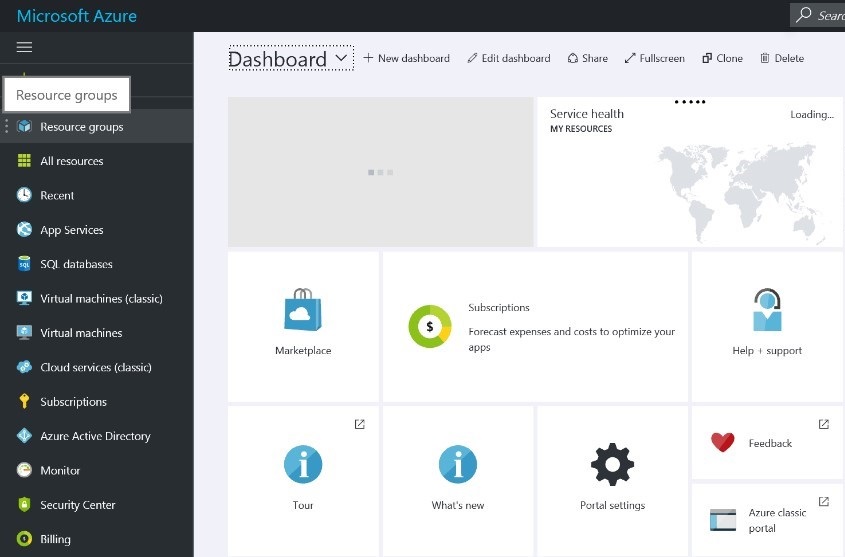 Microsoft Azure
Resource groups
Resource groups
All resources
Recent
App Services
SQL
SQL databases
Virtual machines (classic)
Virtual machines
Cloud services (classic)
Subscriptions
Azure Active Directory
Monitor
Security Center
Billing
Dashboard
New dashboard
Edit dashboard
Share
Fullscreen
Clone
Delete
Service health
MY RESOURCES
Loading...
Marketplace
$
Subscriptions
Forecast expenses and costs to optimize your
apps
Help + support
Tour
What's new
Portal settings
Feedback
Azure classic
portal